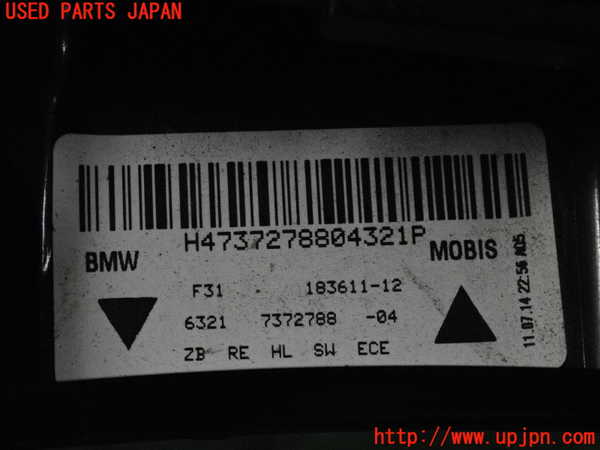 USED PARTS JAPAN
H4737278804321P
BMW
MOBIS
F31 183611-12
6321 7372788 -04
ZB RE HL SW ECE
11.07.14 22:56 A05
http://www.upjpn.com/